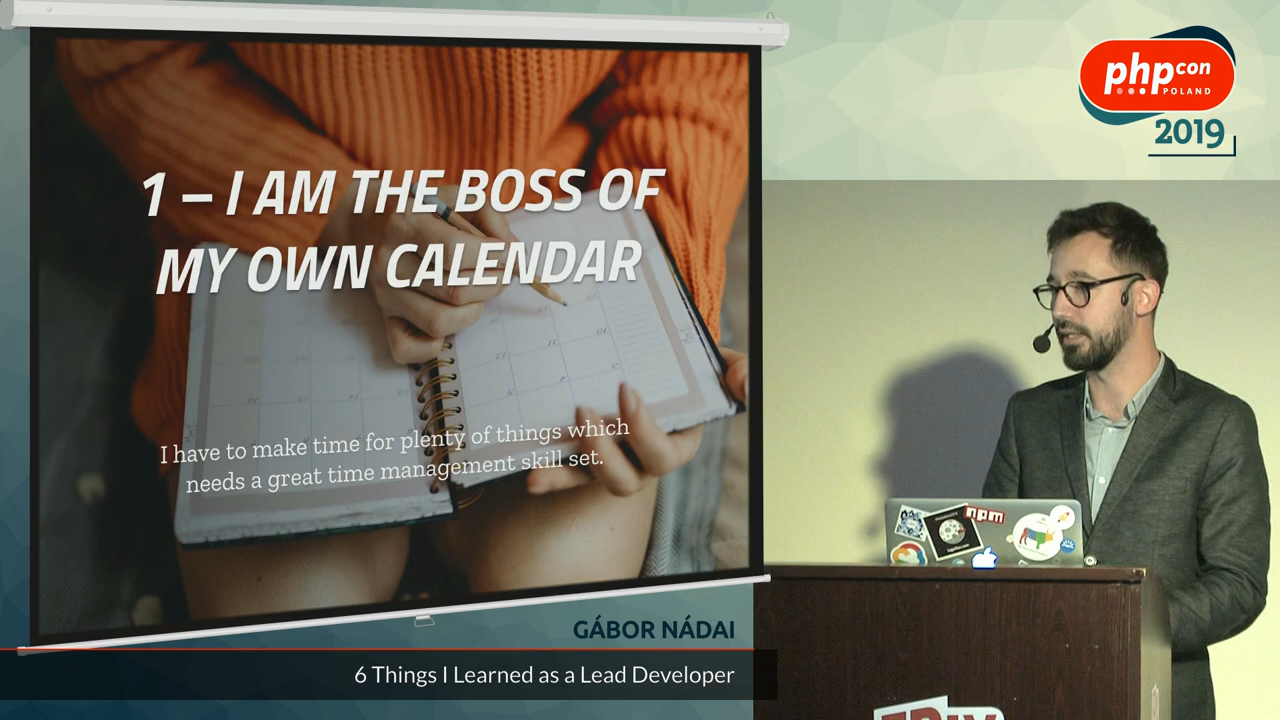 1 – I AM THE BOSS OF
MY OWN CALENDAR
I have to make time for plenty of things which
needs a great time management skill set.
php con
POLAND
2019
npm
GÁBOR NÁDAI
6 Things I Learned as a Lead Developer